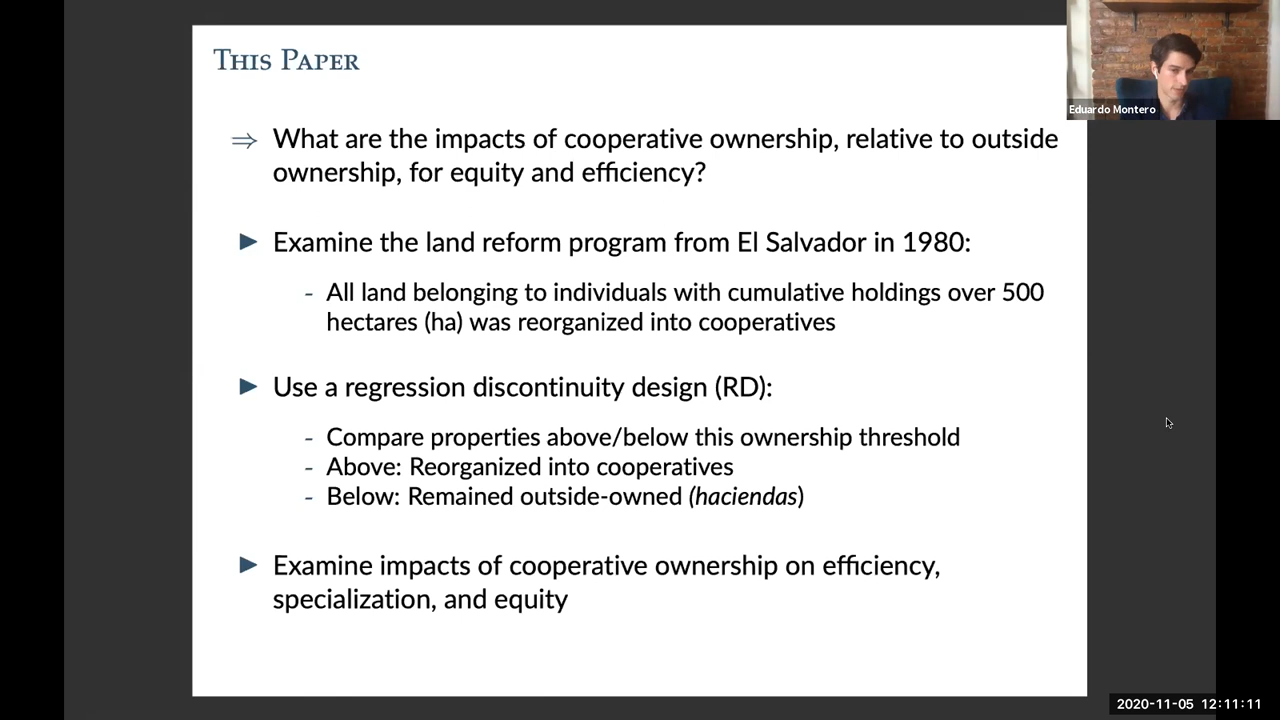 THIS PAPER
⇒ What are the impacts of cooperative ownership, relative to outside
ownership, for equity and efficiency?
▶ Examine the land reform program from El Salvador in 1980:
- All land belonging to individuals with cumulative holdings over 500
hectares (ha) was reorganized into cooperatives
▶ Use a regression discontinuity design (RD):
- Compare properties above/below this ownership threshold
- Above: Reorganized into cooperatives
- Below: Remained outside-owned (haciendas)
▶ Examine impacts of cooperative ownership on efficiency,
specialization, and equity
Eduardo Montero
2020-11-05 12:11:11